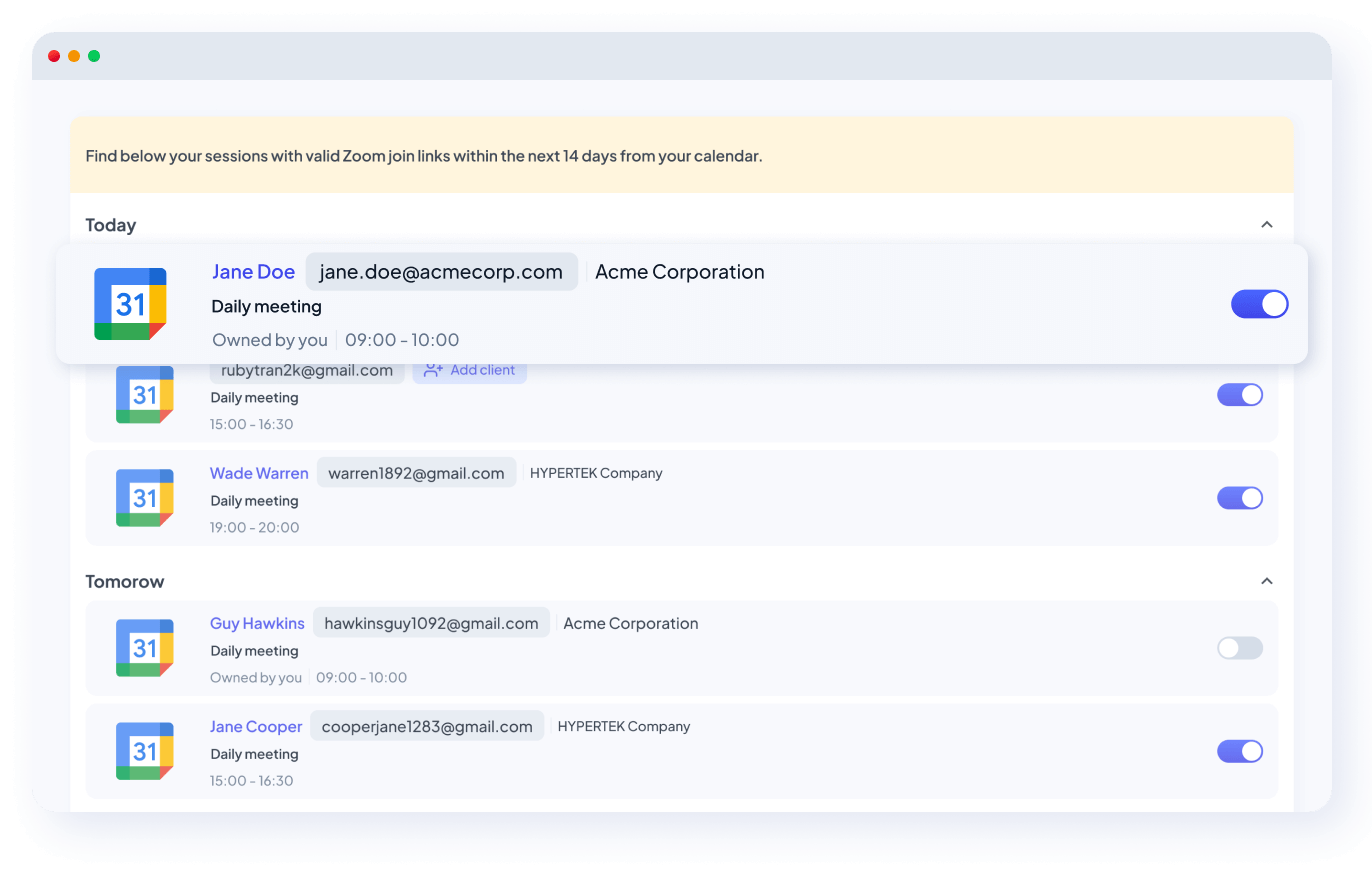 Find below your sessions with valid Zoom join links within the next 14 days from your calendar.
Today
31 Jane Doe jane.doe@acmecorp.com Acme Corporation
Daily meeting
Owned by you 09:00 - 10:00
rubytran2k@gmail.com Add client
31 Daily meeting
15:00 - 16:30
Wade Warren warren1892@gmail.com HYPERTEK Company
31 Daily meeting
19:00 - 20:00
Tomorow
Guy Hawkins hawkinsguy1092@gmail.com Acme Corporation
31 Daily meeting
Owned by you 09:00 - 10:00
Jane Cooper cooperjane1283@gmail.com HYPERTEK Company
31 Daily meeting
15:00 - 16:30